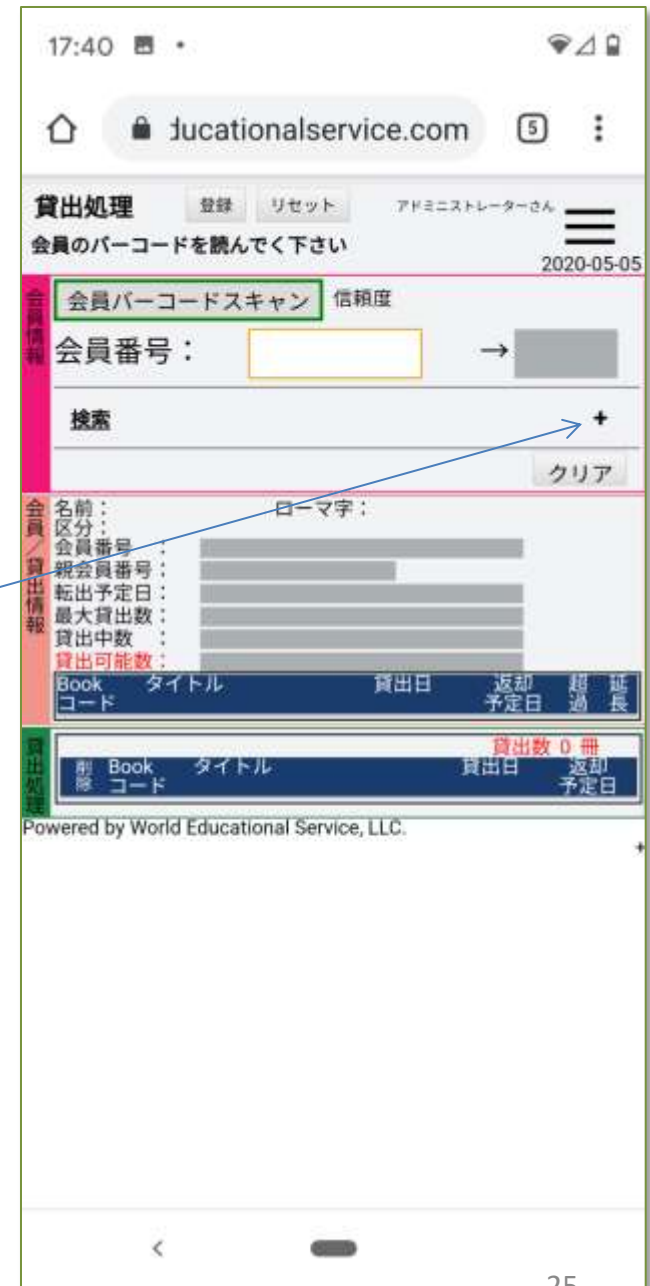 17:40
ducationalservice.com 5
貸出処理 登録 リセット アドミニストレーターさん
会員のバーコードを読んでく下さい
2020-05-05
会員情報
会員バーコードスキャン 信頼度
会員番号： →
検索 +
クリア
会員／貸出情報
名前： ローマ字：
区分：
会員番号 ：
親会員番号：
転出予定日：
最大貸出数：
貸出中数 ：
貸出可能数：
Book コード タイトル 貸出日 返却予定日 超過 延長
貸出処理
貸出数 0 冊
削除 Book コード タイトル 貸出日 返却予定日
Powered by World Educational Service, LLC.
+
25